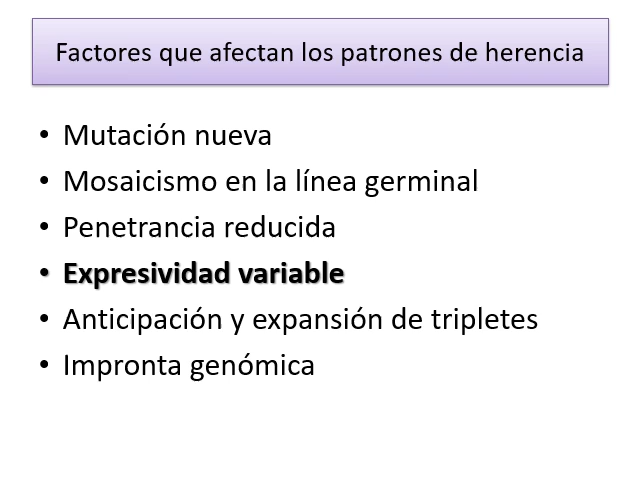 Factores que afectan los patrones de herencia
• Mutación nueva
• Mosaicismo en la línea germinal
• Penetrancia reducida
• Expresividad variable
• Anticipación y expansión de tripletes
• Impronta genómica